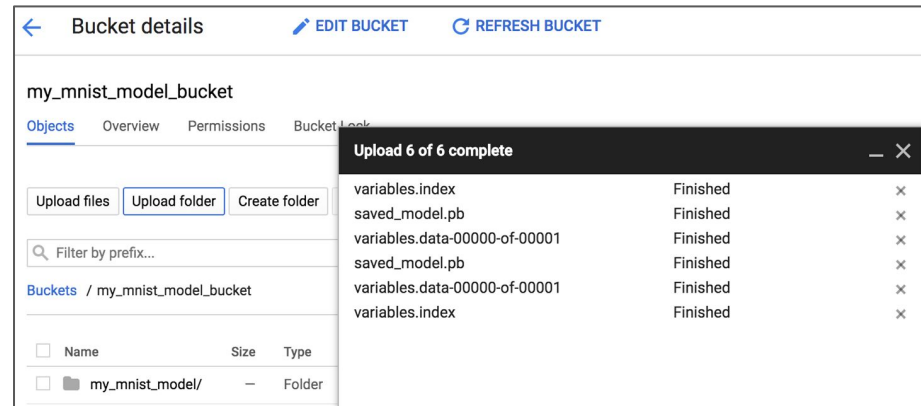 Bucket details EDIT BUCKET REFRESH BUCKET
my_mnist_model_bucket
Objects Overview Permissions Bucket Lock
Upload files Upload folder Create folder
Filter by prefix...
Buckets / my_mnist_model_bucket
Name Size Type
my_mnist_model/ — Folder
Upload 6 of 6 complete
variables.index Finished
saved_model.pb Finished
variables.data-00000-of-00001 Finished
saved_model.pb Finished
variables.data-00000-of-00001 Finished
variables.index Finished